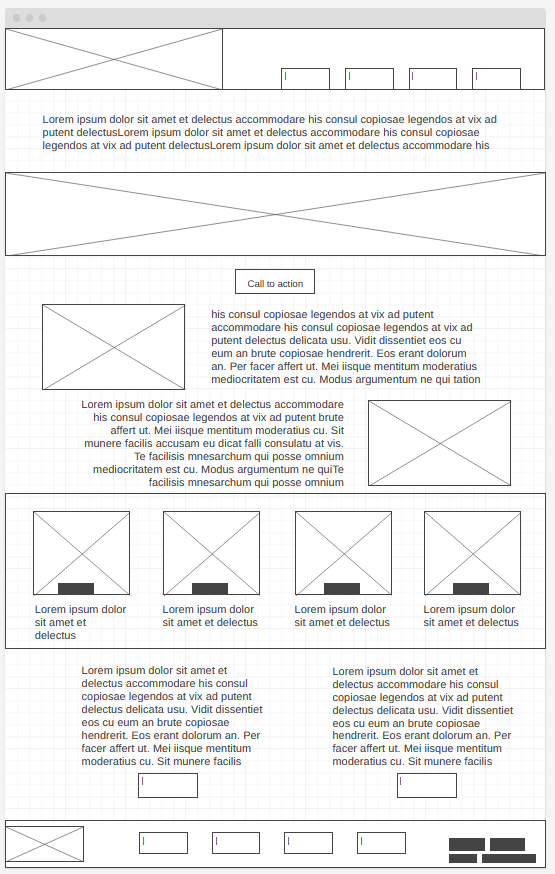 Lorem ipsum dolor sit amet et delectus accommodare his consul copiosae legendos at vix ad
putent delectusLorem ipsum dolor sit amet et delectus accommodare his consul copiosae
legendos at vix ad putent delectusLorem ipsum dolor sit amet et delectus accommodare his
Call to action
his consul copiosae legendos at vix ad putent
accommodare his consul copiosae legendos at vix ad
putent delectus delicata usu. Vidit dissentiet eos cu
eum an brute copiosae hendrerit. Eos erant dolorum
an. Per facer affert ut. Mei iisque mentitum moderatius
mediocritatem est cu. Modus argumentum ne qui tation
Lorem ipsum dolor sit amet et delectus accommodare
his consul copiosae legendos at vix ad putent brute
affert ut. Mei iisque mentitum moderatius cu. Sit
munere facilis accusam eu dicat falli consulatu at vis.
Te facilisis mnesarchum qui posse omnium
mediocritatem est cu. Modus argumentum ne quiTe
facilisis mnesarchum qui posse omnium
Lorem ipsum dolor
sit amet et
delectus
Lorem ipsum dolor
sit amet et delectus
Lorem ipsum dolor
sit amet et delectus
Lorem ipsum dolor
sit amet et delectus
Lorem ipsum dolor sit amet et
delectus accommodare his consul
copiosae legendos at vix ad putent
delectus delicata usu. Vidit dissentiet
eos cu eum an brute copiosae
hendrerit. Eos erant dolorum an. Per
facer affert ut. Mei iisque mentitum
moderatius cu. Sit munere facilis
Lorem ipsum dolor sit amet et
delectus accommodare his consul
copiosae legendos at vix ad putent
delectus delicata usu. Vidit dissentiet
eos cu eum an brute copiosae
hendrerit. Eos erant dolorum an. Per
facer affert ut. Mei iisque mentitum
moderatius cu. Sit munere facilis